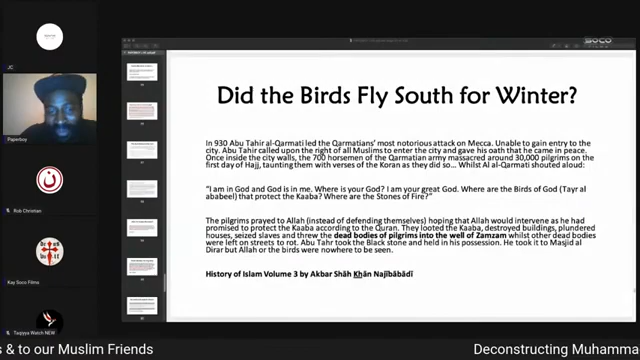 JC
Paperboy
Rob Christian
Kay Soco Films
Taqiyya Watch NEW
SOCO
Did the Birds Fly South for Winter?
In 930 Abu Tahir al-Qarmati led the Qarmatians' most notorious attack on Mecca. Unable to gain entry to the
city. Abu Tahir called upon the right of all Muslims to enter the city and gave his oath that he came in peace.
Once inside the city walls, the 700 horsemen of the Qarmatian army massacred around 30,000 pilgrims on the
first day of Hajj, taunting them with verses of the Koran as they did so... Whilst Al al-Qarmati shouted aloud:
"I am in God and God is in me. Where is your God? I am your great God. Where are the Birds of God (Tayr al
ababeel) that protect the Kaaba? Where are the Stones of Fire?"
The pilgrims prayed to Allah (instead of defending themselves) hoping that Allah would intervene as he had
promised to protect the Kaaba according to the Quran. They looted the Kaaba, destroyed buildings, plundered
houses, seized slaves and threw the dead bodies of pilgrims into the well of Zamzam whilst other dead bodies
were left on streets to rot. Abu Tahr took the Black stone and held in his possession. He took it to Masjid al
Dirar but Allah or the birds were nowhere to be seen.
History of Islam Volume 3 by Akbar Shāh Khān Najībābādī
s & to our Muslim Friends
Deconstructing Muhamma